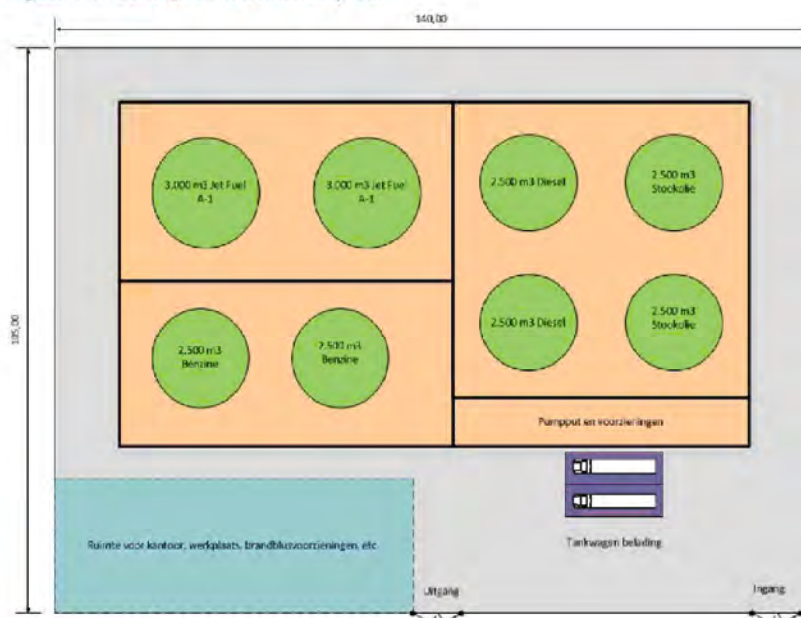 140,00
3.000 m3 Jet Fuel
A-1
3.000 m3 Jet Fuel
A-1
2.500 m3 Diesel
2.500 m3
Stookolie
105,00
2.500 m3 Diesel
2.500 m3
Stookolie
2.500 m3
Benzine
2.500 m3
Benzine
Pumpput en voorzieningen
Ruimte voor kantoor, werkplaats, brandblusvoorzieningen, etc
Tankwagen belading
Uitgang
Ingang